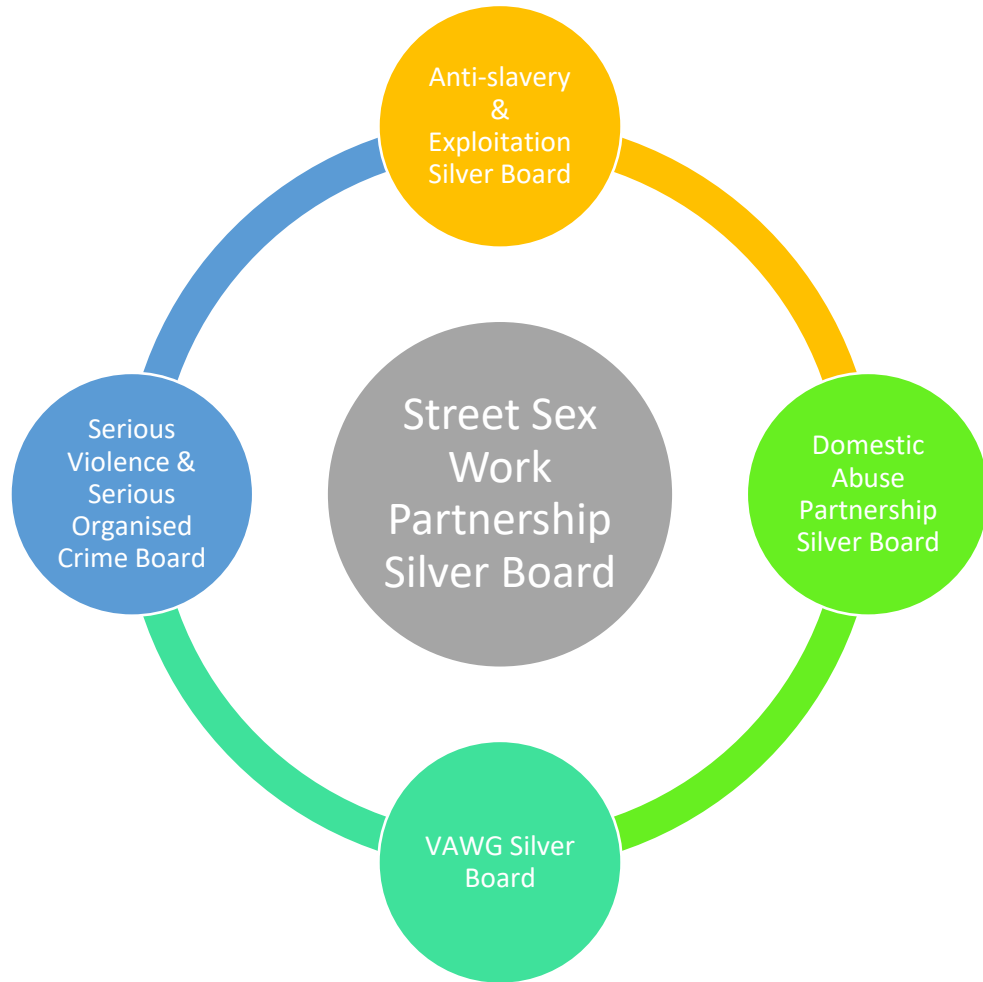 Anti-slavery
&
Exploitation
Silver Board
Serious
Violence &
Serious
Organised
Crime Board
Street Sex
Work
Partnership
Silver Board
Domestic
Abuse
Partnership
Silver Board
VAWG Silver
Board